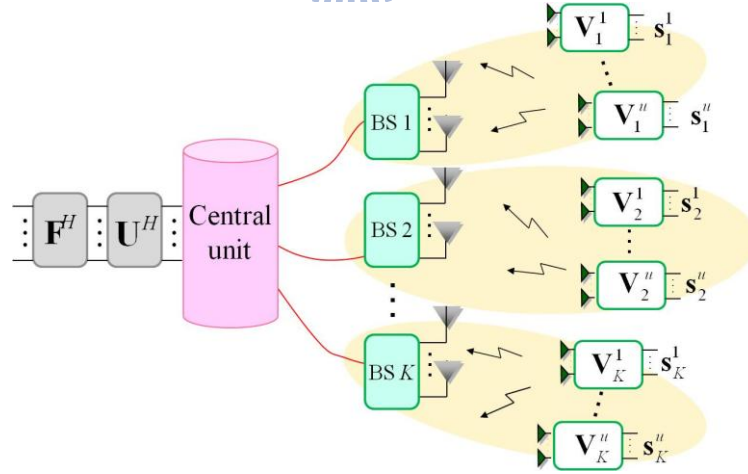 V_1^1 s_1^1
BS 1
V_1^u s_1^u
F^H U^H
Central
unit
BS 2
V_2^1 s_2^1
V_2^u s_2^u
BS K
V_K^1 s_K^1
V_K^u s_K^u